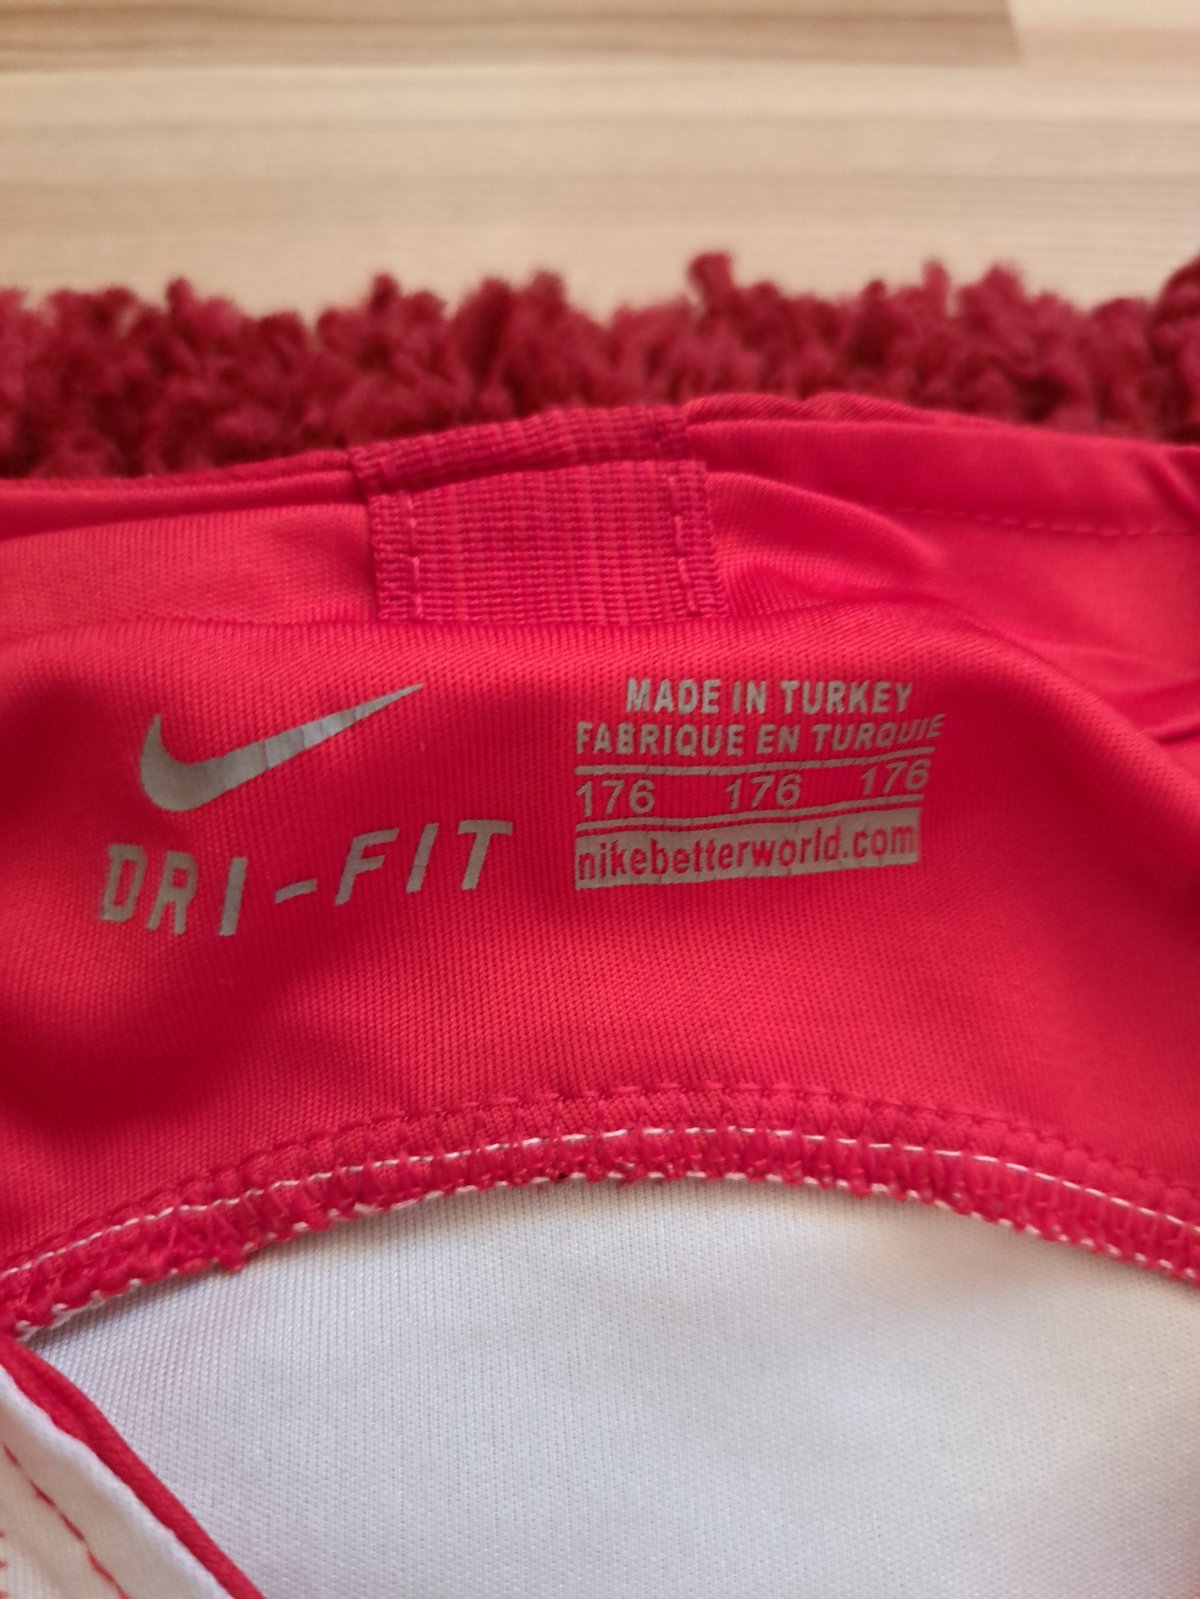 DRI-FIT
MADE IN TURKEY
FABRIQUE EN TURQUIE
176 176 176
nikebetterworld.com